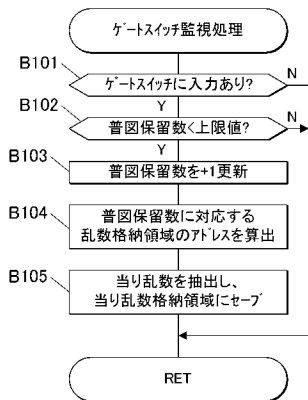 ゲートスイッチ監視処理
B101
ゲートスイッチに入力あり?
N
Y
B102
普図保留数<上限値?
N
Y
B103
普図保留数を+1更新
B104
普図保留数に対応する
乱数格納領域のアドレスを算出
B105
当り乱数を抽出し、
当り乱数格納領域にセーブ
RET